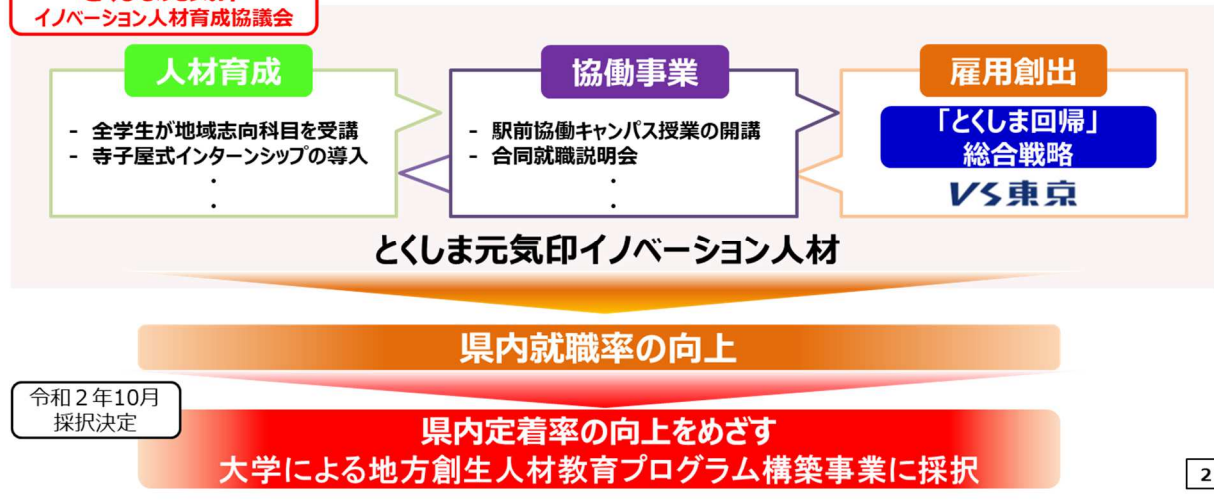 イノベーション人材育成協議会
人材育成
- 全学生が地域志向科目を受講
- 寺子屋式インターンシップの導入
・
・
協働事業
- 駅前協働キャンパス授業の開講
- 合同就職説明会
・
・
雇用創出
「とくしま回帰」
総合戦略
VS東京
とくしま元気印イノベーション人材
県内就職率の向上
令和２年10月
採択決定
県内定着率の向上をめざす
大学による地方創生人材教育プログラム構築事業に採択
2